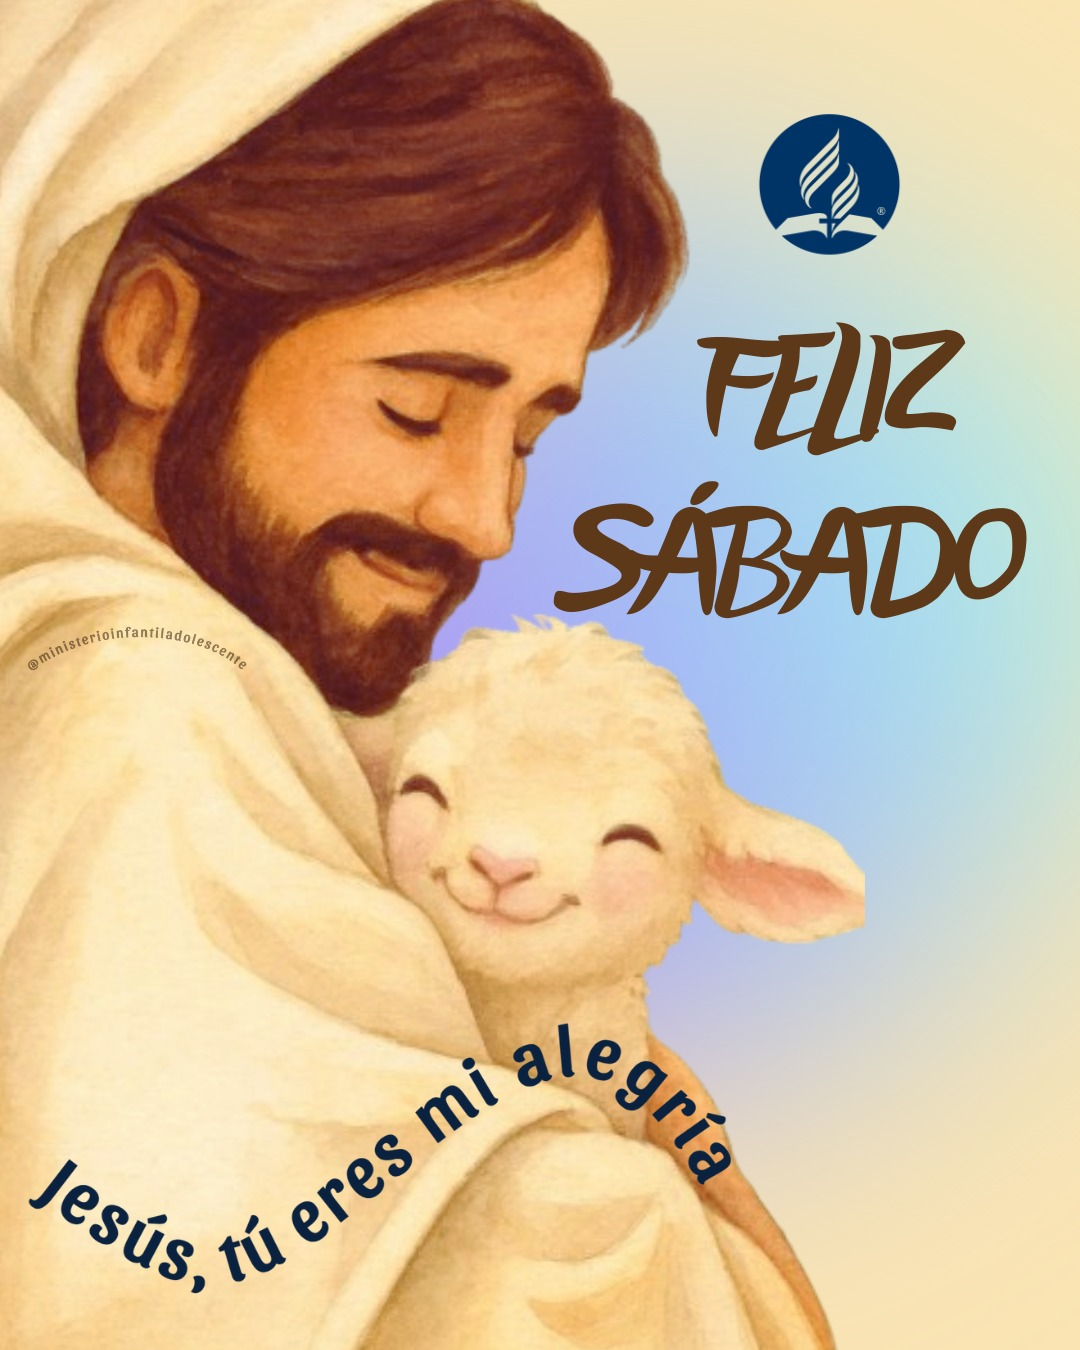 ®
FELIZ
SÁBADO
@ministerioinfantiladolescente
Jesús, tú eres mi alegría